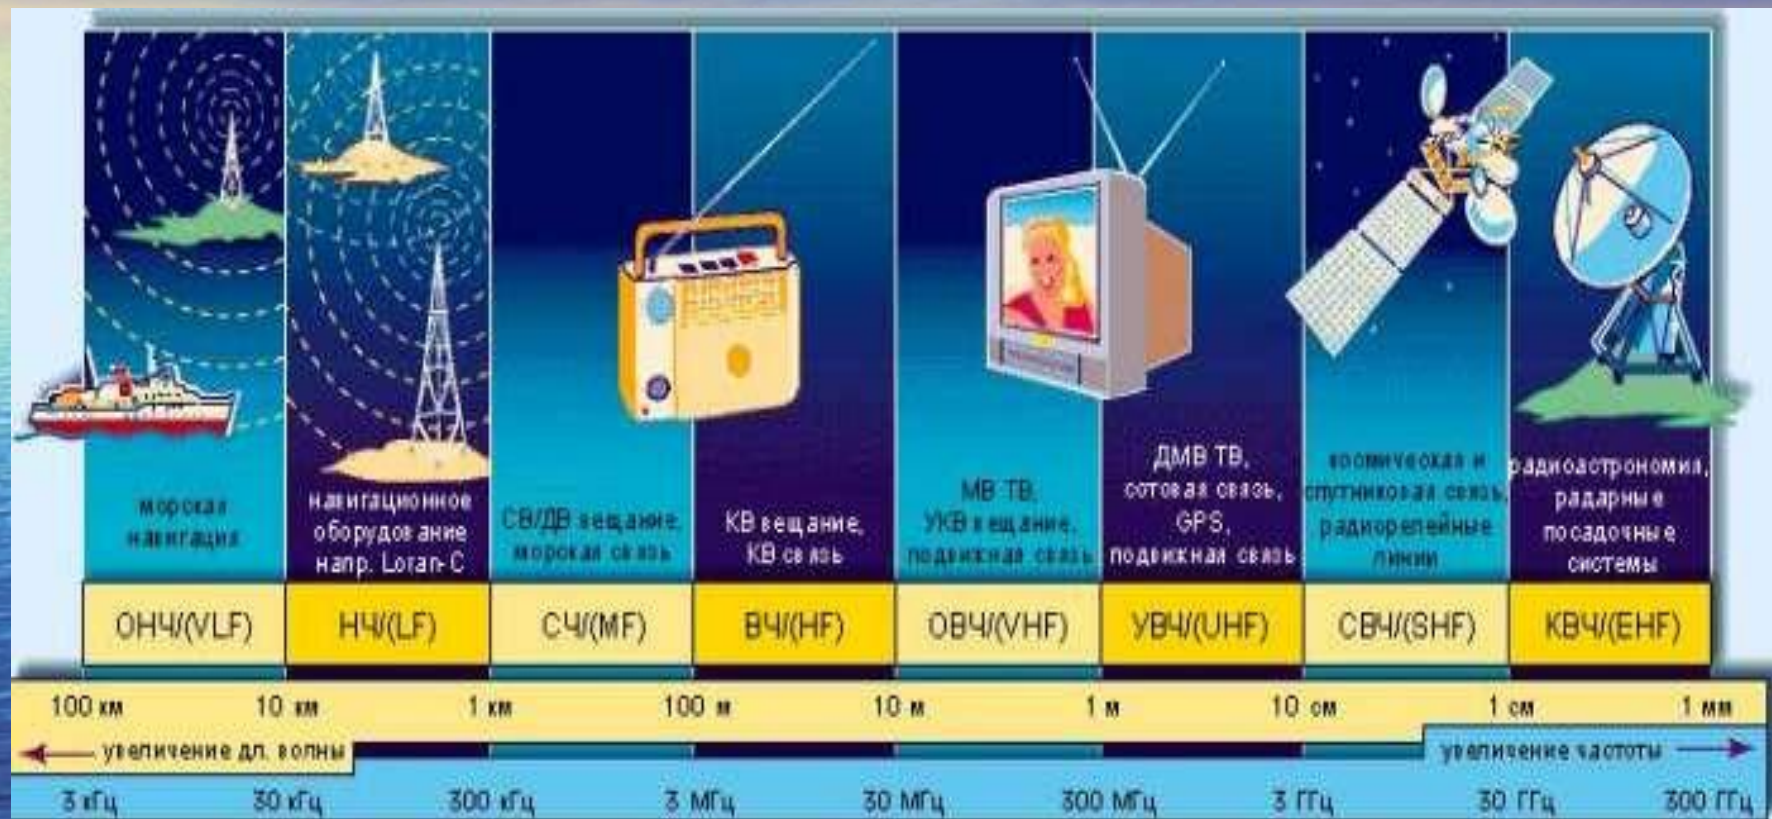 морская
навигация
навигационное
оборудование
напр. Loran-C
СВ/ДВ вещание,
морская связь
КВ вещание,
КВ связь
МВ ТВ,
УКВ вещание,
подвижная связь
ДМВ ТВ,
сотовая связь,
GPS,
подвижная связь
космическая и
спутниковая связь,
радиорелейные
линии
радиоастрономия,
радарные
посадочные
системы
ОНЧ/(VLF)
НЧ/(LF)
СЧ/(MF)
ВЧ/(HF)
ОВЧ/(VHF)
УВЧ/(UHF)
СВЧ/(SHF)
КВЧ/(EHF)
100 км
10 км
1 км
100 м
10 м
1 м
10 см
1 см
1 мм
увеличение дл. волны
увеличение частоты
3 кГц
30 кГц
300 кГц
3 МГц
30 МГц
300 МГц
3 ГГц
30 ГГц
300 ГГц